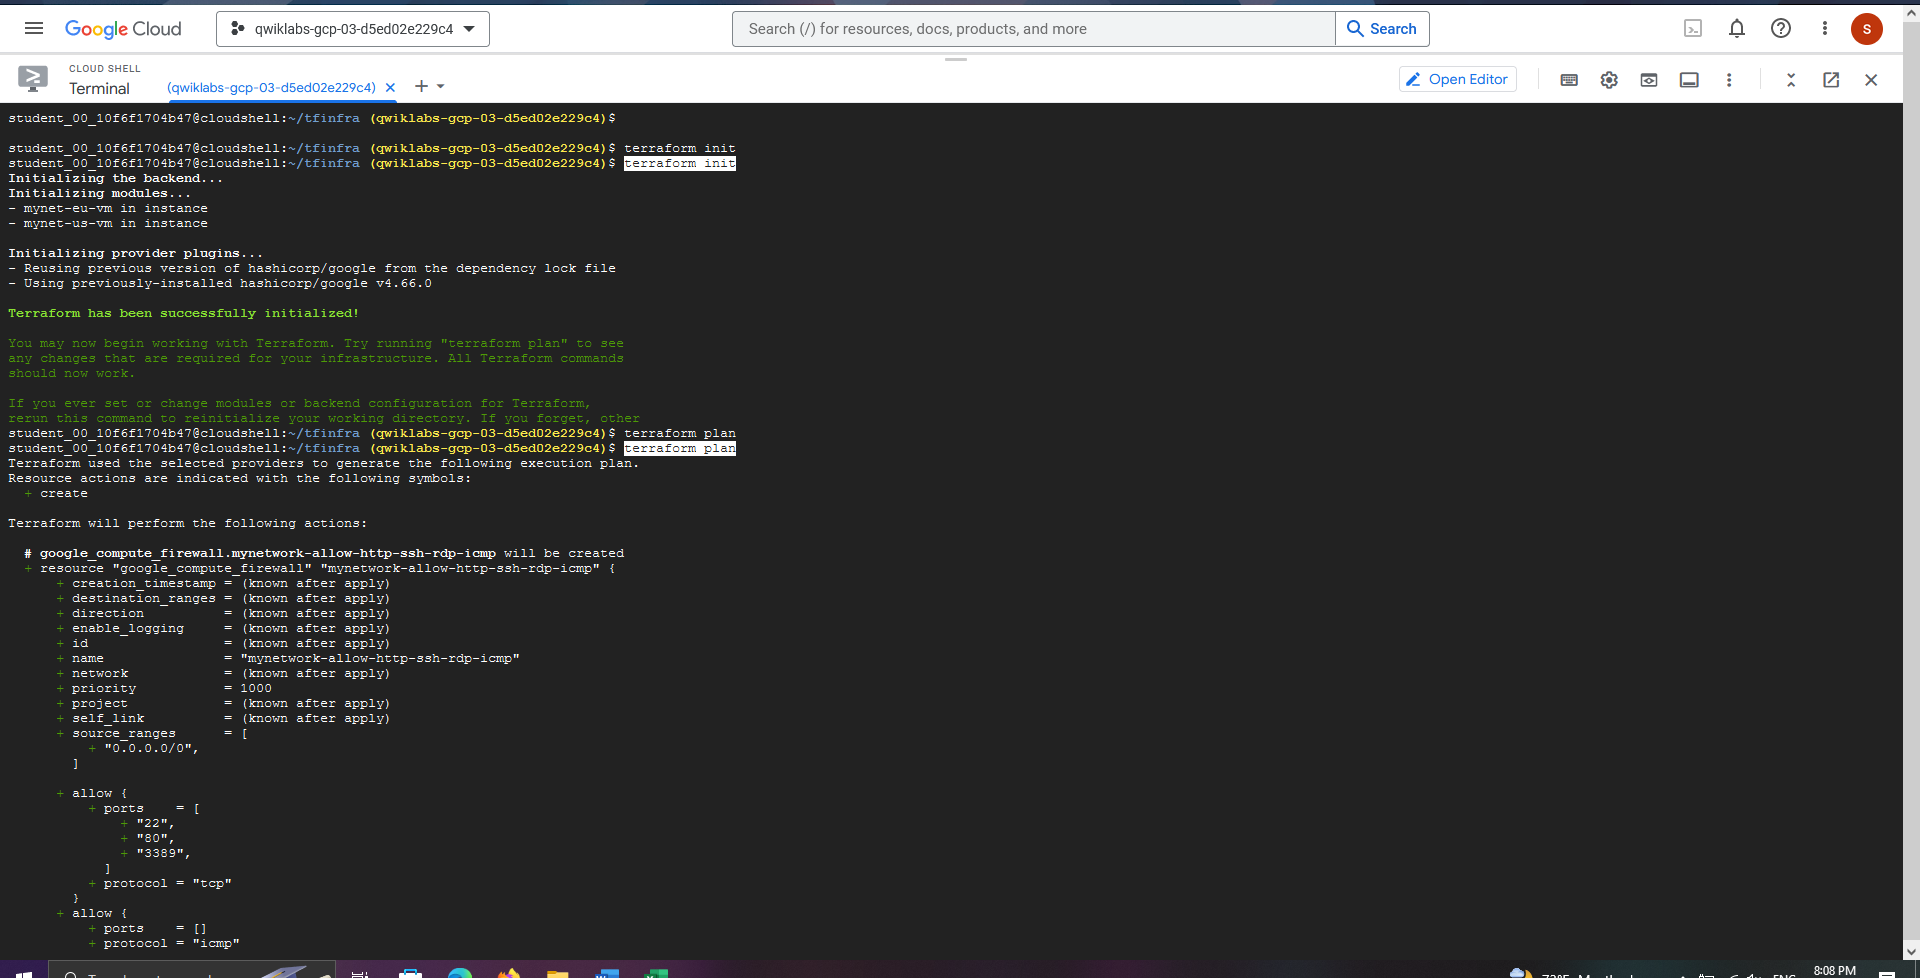 Google Cloud
qwiklabs-gcp-03-d5ed02e229c4
Search (/) for resources, docs, products, and more
Search
S
CLOUD SHELL
Terminal
(qwiklabs-gcp-03-d5ed02e229c4)
Open Editor
student_00_10f6f1704b47@cloudshell:~/tfinfra (qwiklabs-gcp-03-d5ed02e229c4)$
student_00_10f6f1704b47@cloudshell:~/tfinfra (qwiklabs-gcp-03-d5ed02e229c4)$ terraform init
student_00_10f6f1704b47@cloudshell:~/tfinfra (qwiklabs-gcp-03-d5ed02e229c4)$ terraform init
Initializing the backend...
Initializing modules...
- mynet-eu-vm in instance
- mynet-us-vm in instance
Initializing provider plugins...
- Reusing previous version of hashicorp/google from the dependency lock file
- Using previously-installed hashicorp/google v4.66.0
Terraform has been successfully initialized!
You may now begin working with Terraform. Try running "terraform plan" to see
any changes that are required for your infrastructure. All Terraform commands
should now work.
If you ever set or change modules or backend configuration for Terraform,
rerun this command to reinitialize your working directory. If you forget, other
student_00_10f6f1704b47@cloudshell:~/tfinfra (qwiklabs-gcp-03-d5ed02e229c4)$ terraform plan
student_00_10f6f1704b47@cloudshell:~/tfinfra (qwiklabs-gcp-03-d5ed02e229c4)$ terraform plan
Terraform used the selected providers to generate the following execution plan.
Resource actions are indicated with the following symbols:
  + create
Terraform will perform the following actions:
  # google_compute_firewall.mynetwork-allow-http-ssh-rdp-icmp will be created
  + resource "google_compute_firewall" "mynetwork-allow-http-ssh-rdp-icmp" {
      + creation_timestamp = (known after apply)
      + destination_ranges = (known after apply)
      + direction          = (known after apply)
      + enable_logging     = (known after apply)
      + id                 = (known after apply)
      + name               = "mynetwork-allow-http-ssh-rdp-icmp"
      + network            = (known after apply)
      + priority           = 1000
      + project            = (known after apply)
      + self_link          = (known after apply)
      + source_ranges      = [
          + "0.0.0.0/0",
        ]
      + allow {
          + ports    = [
              + "22",
              + "80",
              + "3389",
            ]
          + protocol = "tcp"
        }
      + allow {
          + ports    = []
          + protocol = "icmp"
8:08 PM